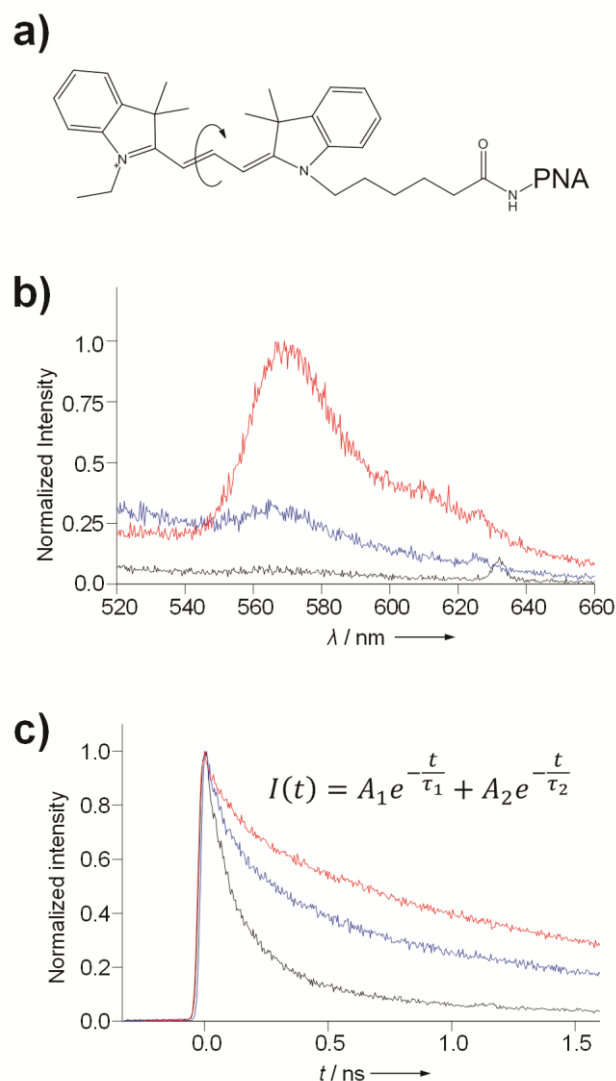 a)
N
+
N
O
N
H
PNA
b)
Normalized Intensity
1.0
0.75
0.5
0.25
0.0
520 540 560 580 600 620 640 660
λ / nm
c)
Normalized intensity
1.0
0.8
0.6
0.4
0.2
0.0
I(t) = A₁e^{-t/τ₁} + A₂e^{-t/τ₂}
0.0 0.5 1.0 1.5
t / ns